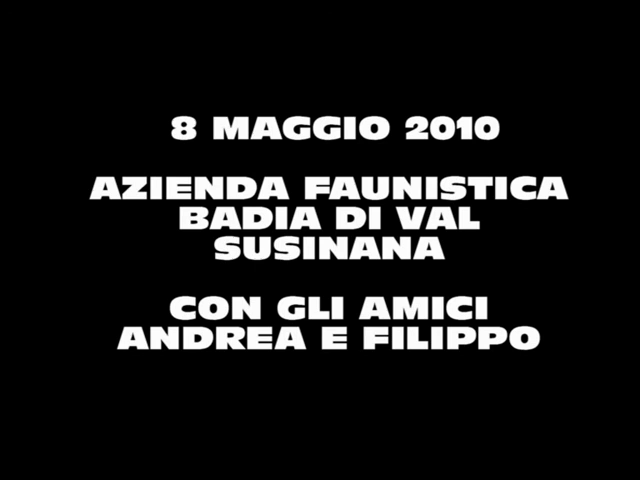 8 MAGGIO 2010
AZIENDA FAUNISTICA
BADIA DI VAL
SUSINANA
CON GLI AMICI
ANDREA E FILIPPO